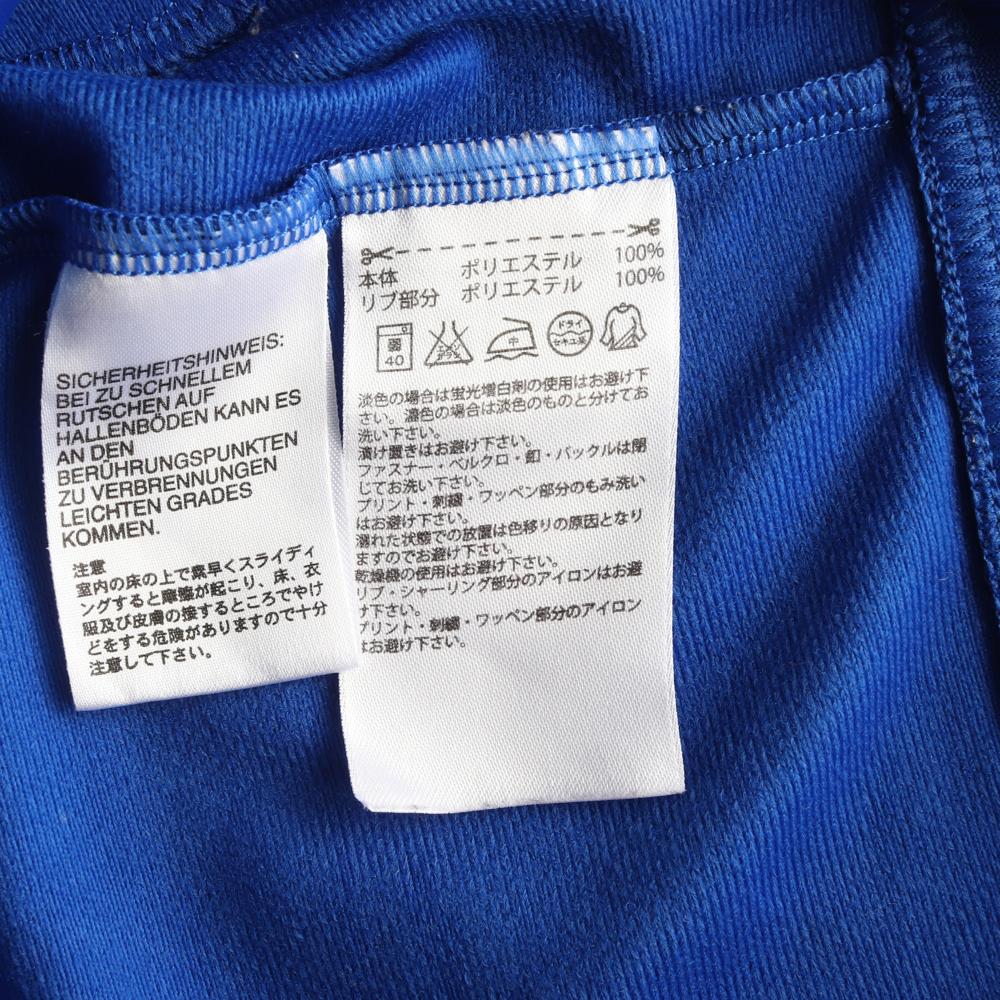 SICHERHEITSHINWEIS:
BEI ZU SCHNELLEM
RUTSCHEN AUF
HALLENBÖDEN KANN ES
AN DEN
BERÜHRUNGSPUNKTEN
ZU VERBRENNUNGEN
LEICHTEN GRADES
KOMMEN.
注意
室内の床の上で素早くスライディ
ングすると摩擦が起こり、床、衣
服及び皮膚の接するところでやけ
どをする危険がありますので十分
注意して下さい。
本体 ポリエステル 100%
リブ部分 ポリエステル 100%
弱 40 エンソ サラシ 中 ドライ セキユ系
淡色の場合は蛍光増白剤の使用はお避け下
さい。濃色の場合は淡色のものと分けてお
洗い下さい。
漬け置きはお避け下さい。
ファスナー・ベルクロ・釦・バックルは閉
じてお洗い下さい。
プリント・刺繍・ワッペン部分のもみ洗い
はお避け下さい。
濡れた状態での放置は色移りの原因となり
ますのでお避け下さい。
乾燥機の使用はお避け下さい。
リブ・シャーリング部分のアイロンはお避
け下さい。
プリント・刺繍・ワッペン部分のアイロン
はお避け下さい。